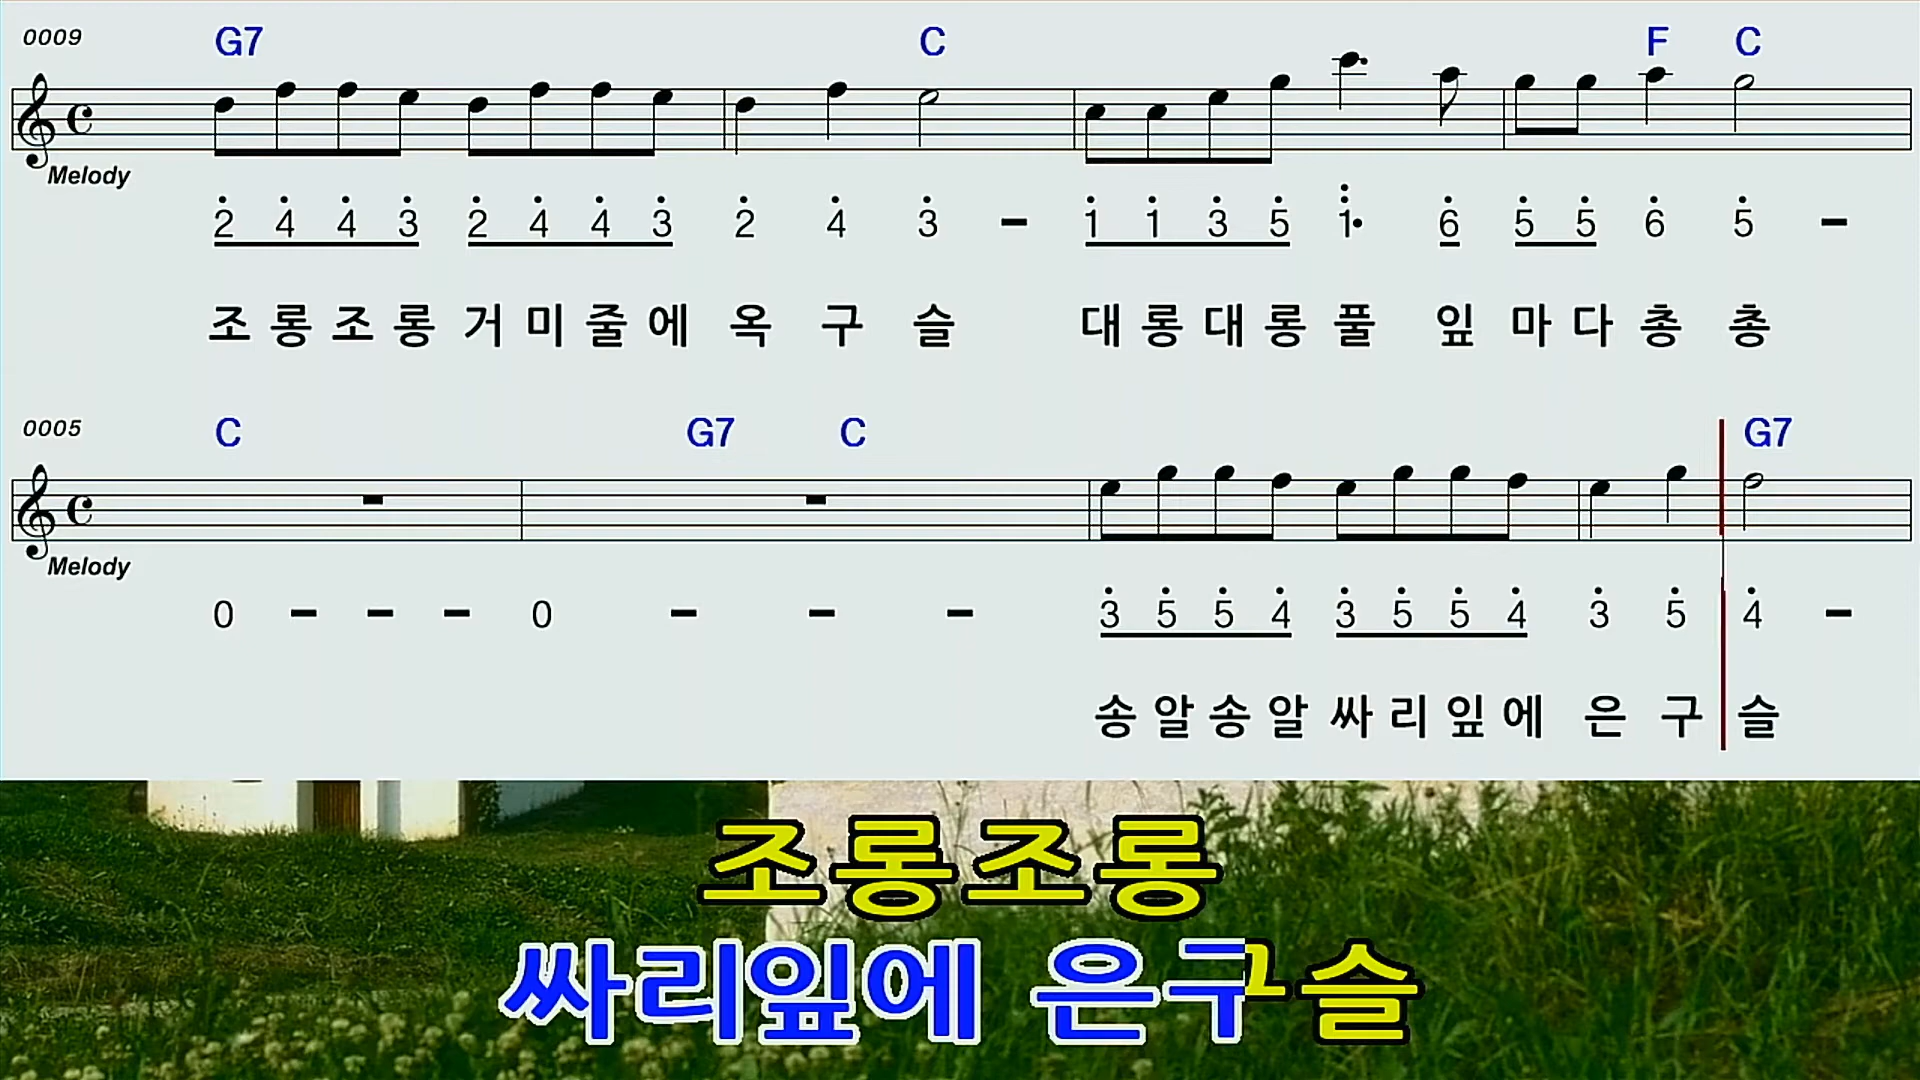 0009 G7 C F C
Melody
2 4 4 3 2 4 4 3 2 4 3 - 1 1 3 5 1. 6 5 5 6 5 -
조롱조롱거미줄에 옥구슬 대롱대롱풀잎마다총총
0005 C G7 C G7
Melody
0 - - - 0 - - - 3 5 5 4 3 5 5 4 3 5 4 -
송알송알싸리잎에 은구슬
조롱조롱
싸리잎에 은구슬